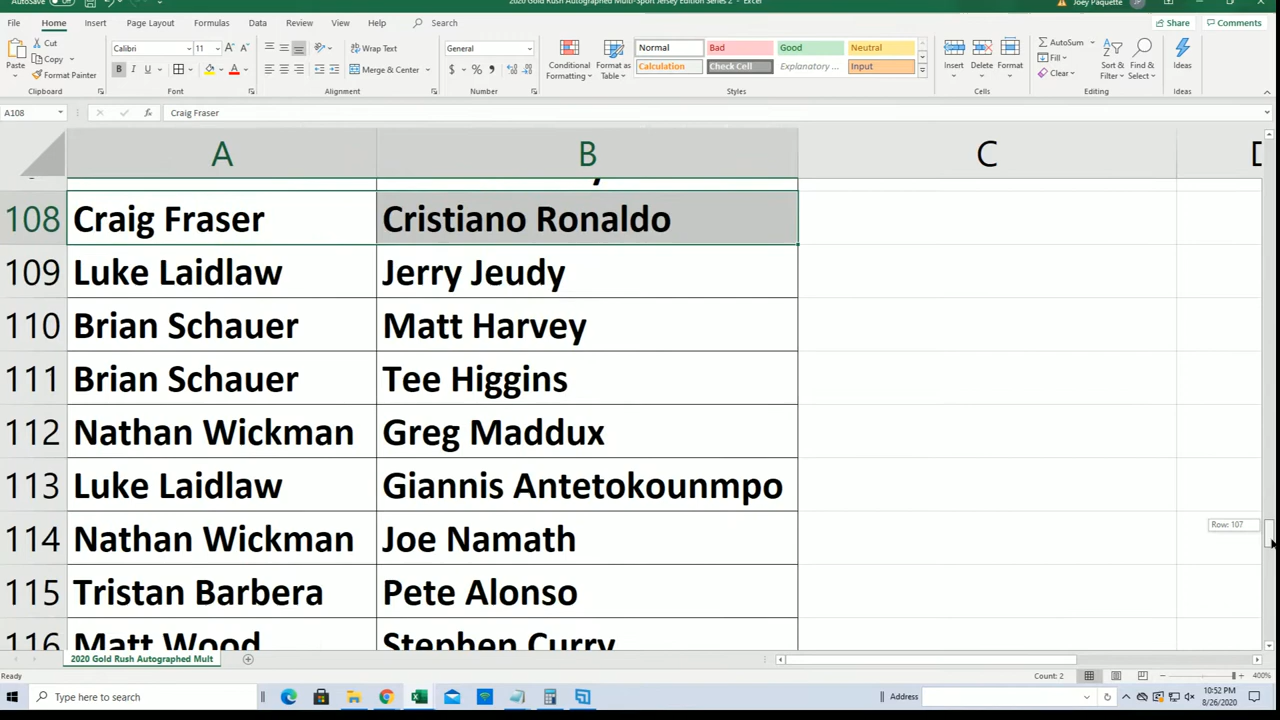 AutoSave 2020 Gold Rush Autographed Multi-Sport Jersey Edition Series 2 - Excel Joey Paquette JP
File Home Insert Page Layout Formulas Data Review View Help Search Share Comments
Paste Cut Copy Format Painter Clipboard
Calibri 11 B I U Font
Wrap Text Merge & Center Alignment
General $ % Number
Conditional Formatting Format as Table
Normal Bad Good Neutral
Calculation Check Cell Explanatory ... Input
Styles
Insert Delete Format Cells
AutoSum Fill Clear Sort & Filter Find & Select Editing
Ideas Ideas
A108 fx Craig Fraser
A B C D
108 Craig Fraser Cristiano Ronaldo
109 Luke Laidlaw Jerry Jeudy
110 Brian Schauer Matt Harvey
111 Brian Schauer Tee Higgins
112 Nathan Wickman Greg Maddux
113 Luke Laidlaw Giannis Antetokounmpo
114 Nathan Wickman Joe Namath
Row: 107
115 Tristan Barbera Pete Alonso
116 Matt Wood Stephen Curry
2020 Gold Rush Autographed Mult
Ready Count: 2 400%
Type here to search Address 10:52 PM
8/26/2020